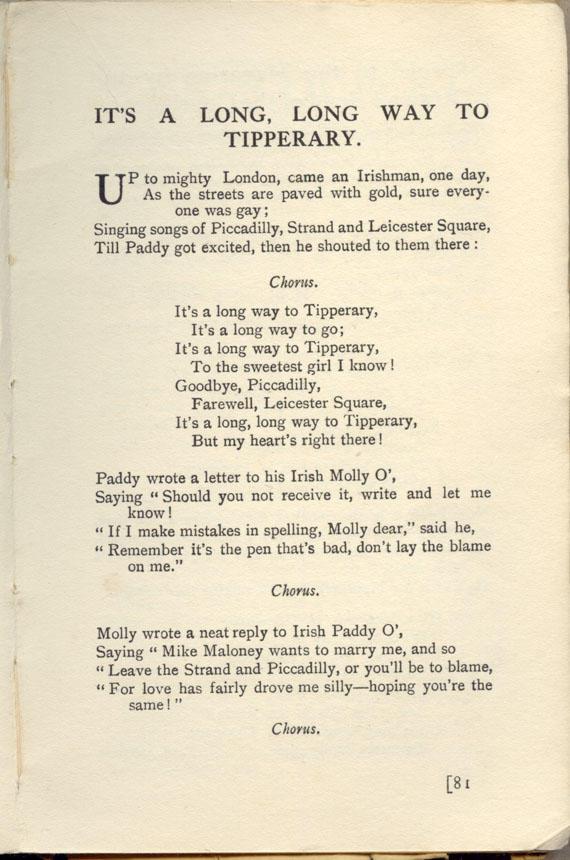 IT'S A LONG, LONG WAY TO
TIPPERARY.
UP to mighty London, came an Irishman, one day,
As the streets are paved with gold, sure every-
one was gay;
Singing songs of Piccadilly, Strand and Leicester Square,
Till Paddy got excited, then he shouted to them there :
Chorus.
It's a long way to Tipperary,
It's a long way to go;
It's a long way to Tipperary,
To the sweetest girl I know!
Goodbye, Piccadilly,
Farewell, Leicester Square,
It's a long, long way to Tipperary,
But my heart's right there!
Paddy wrote a letter to his Irish Molly O',
Saying “ Should you not receive it, write and let me
know!
“ If I make mistakes in spelling, Molly dear,” said he,
“ Remember it's the pen that's bad, don't lay the blame
on me.”
Chorus.
Molly wrote a neat reply to Irish Paddy O',
Saying “ Mike Maloney wants to marry me, and so
“ Leave the Strand and Piccadilly, or you'll be to blame,
“ For love has fairly drove me silly—hoping you're the
same! ”
Chorus.
[81